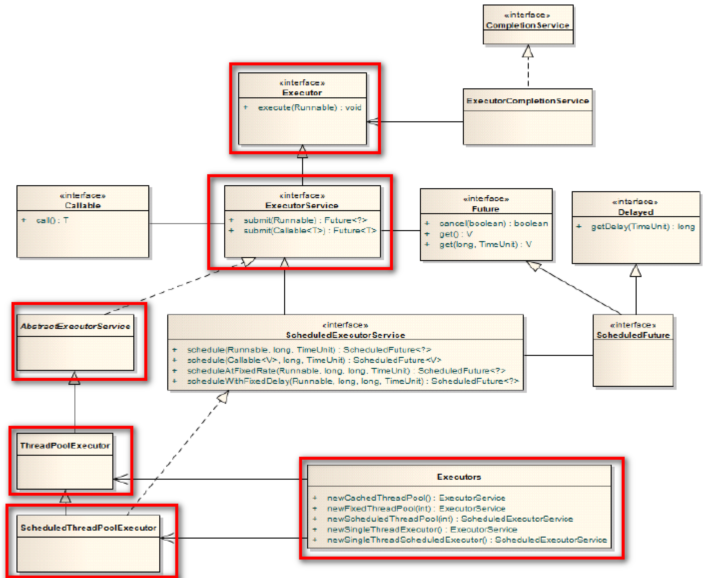 «interface»
CompletionService
«interface»
Executor
+ execute(Runnable) : void
ExecutorCompletionService
«interface»
Callable
+ call() : T
«interface»
ExecutorService
+ submit(Runnable) : Future<?>
+ submit(Callable<T>) : Future<T>
«interface»
Future
+ cancel(boolean) : boolean
+ get() : V
+ get(long, TimeUnit) : V
«interface»
Delayed
+ getDelay(TimeUnit) : long
AbstractExecutorService
«interface»
ScheduledExecutorService
+ schedule(Runnable, long, TimeUnit) : ScheduledFuture<?>
+ schedule(Callable<V>, long, TimeUnit) : ScheduledFuture<V>
+ scheduleAtFixedRate(Runnable, long, long, TimeUnit) : ScheduledFuture<?>
+ scheduleWithFixedDelay(Runnable, long, long, TimeUnit) : ScheduledFuture<?>
«interface»
ScheduledFuture
ThreadPoolExecutor
ScheduledThreadPoolExecutor
Executors
+ newCachedThreadPool() : ExecutorService
+ newFixedThreadPool(int) : ExecutorService
+ newScheduledThreadPool(int) : ScheduledExecutorService
+ newSingleThreadExecutor() : ExecutorService
+ newSingleThreadScheduledExecutor() : ScheduledExecutorService